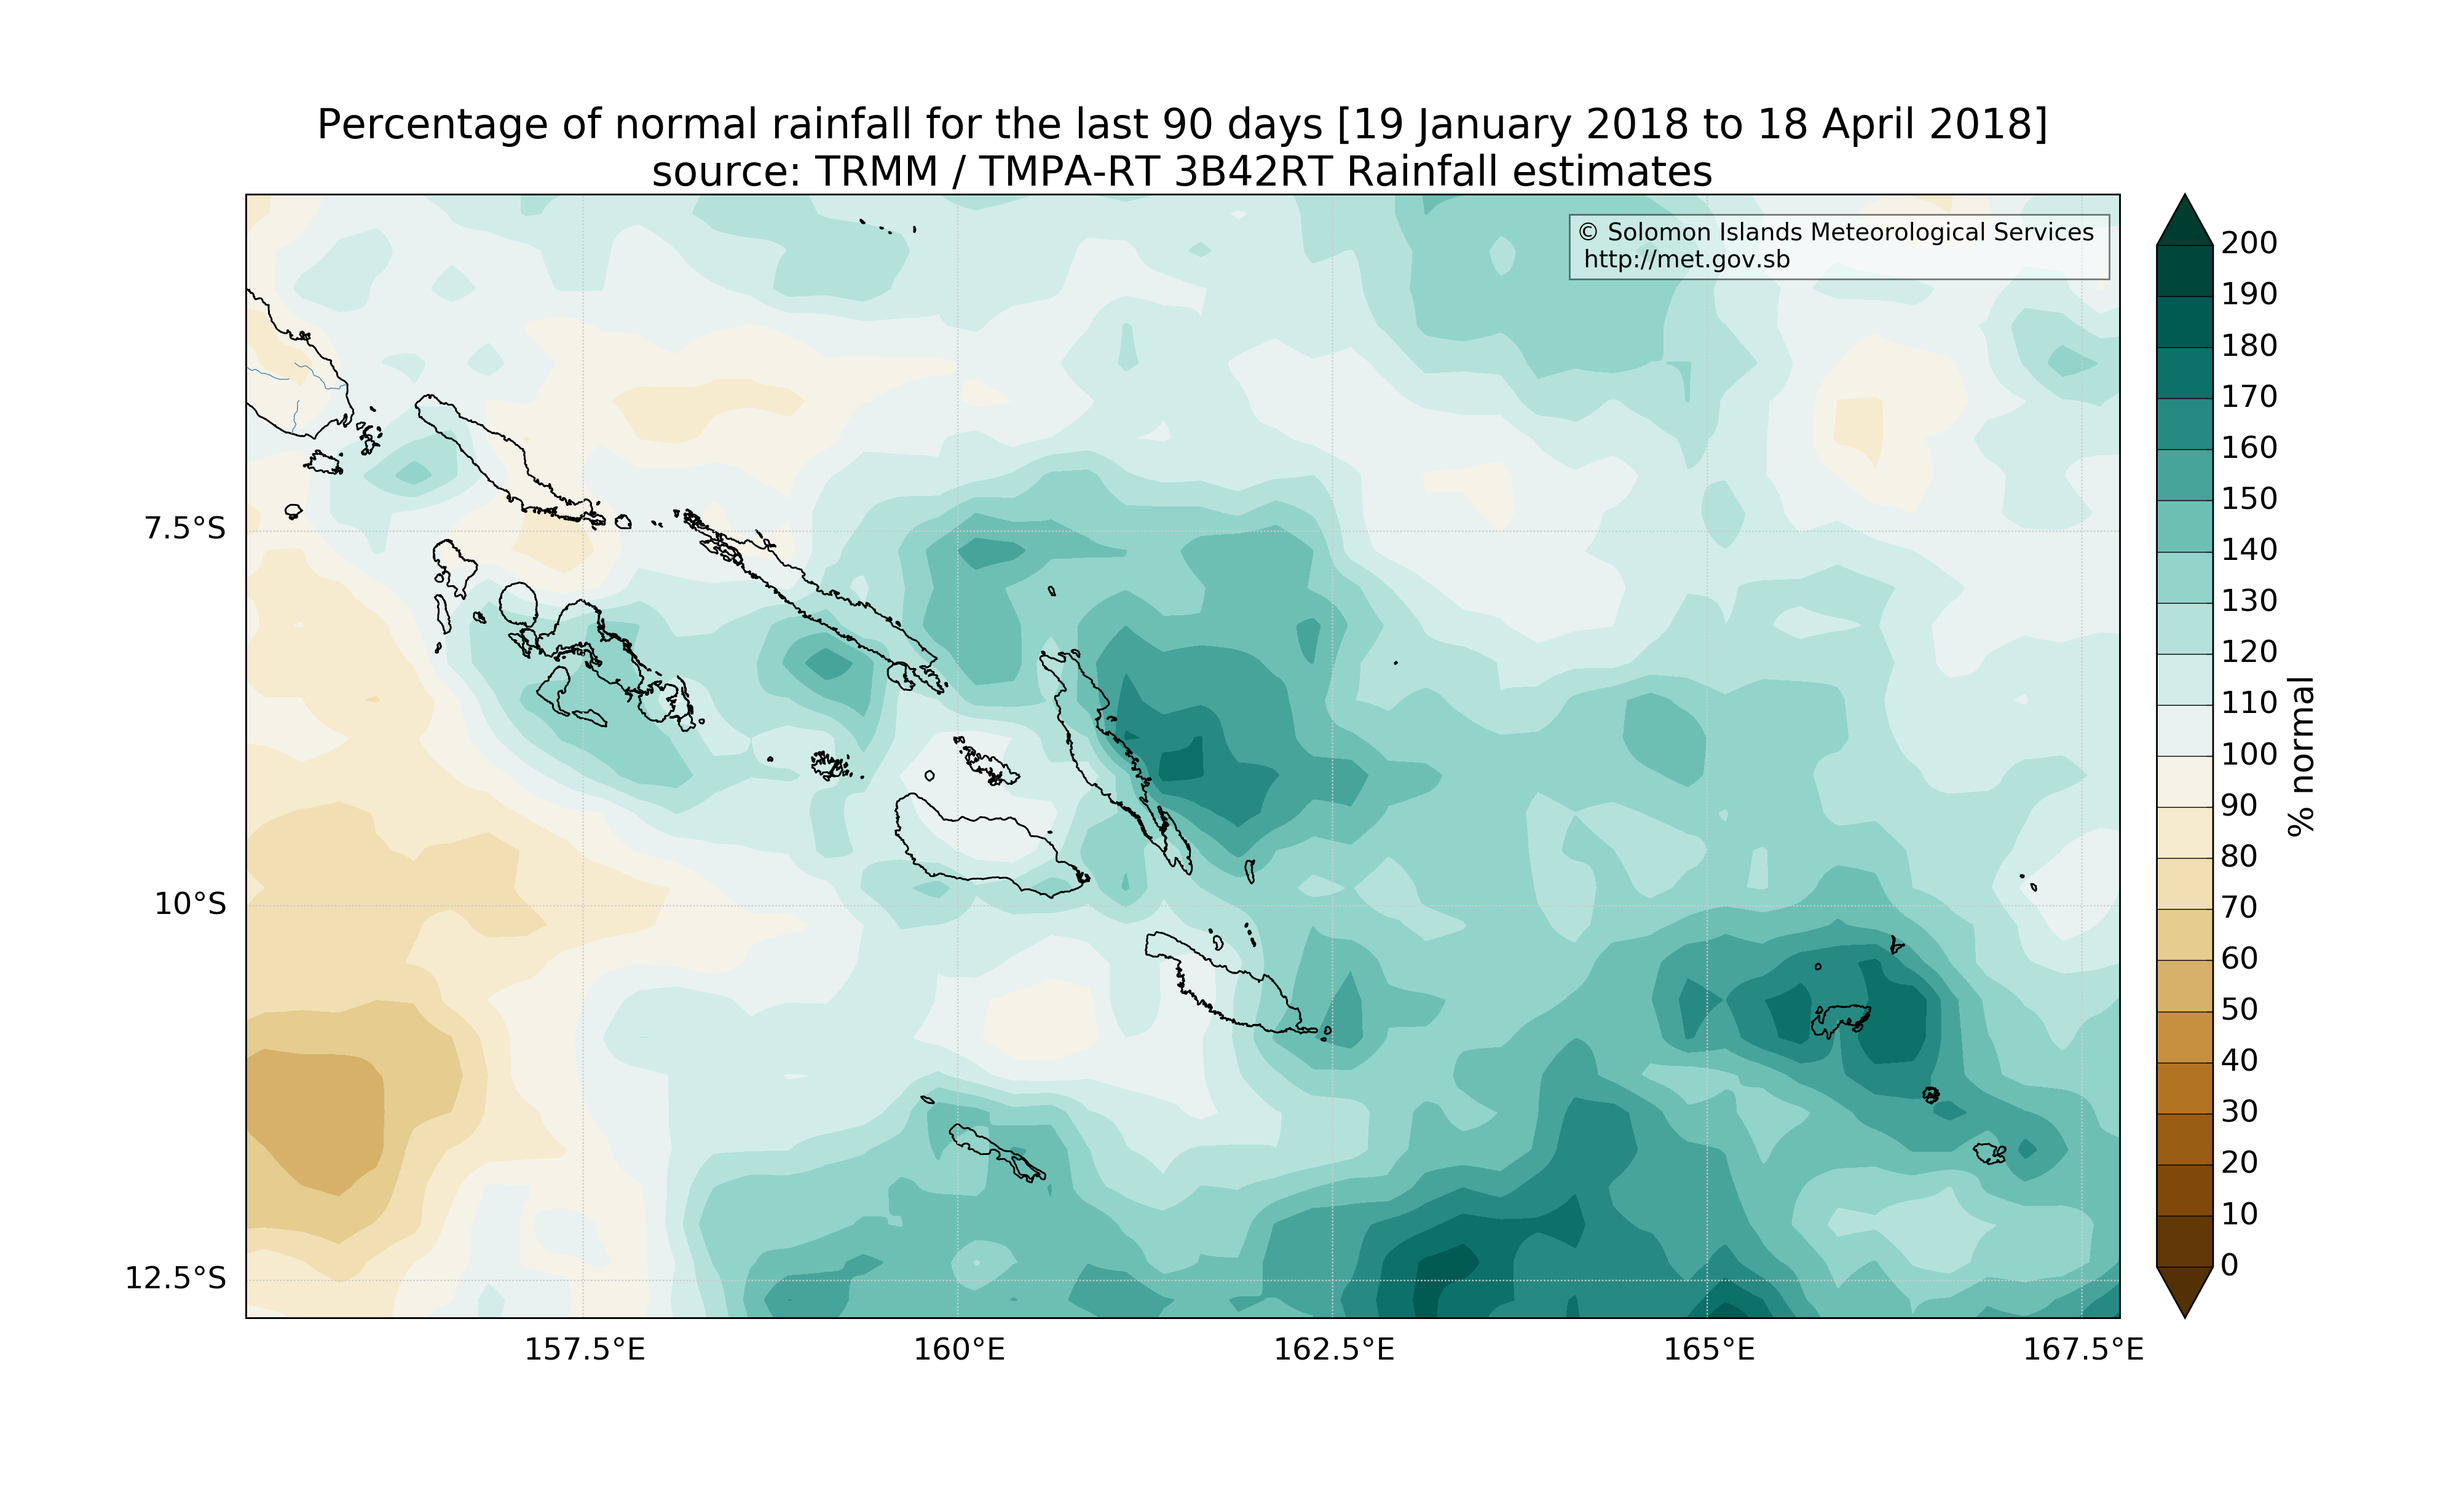 Percentage of normal rainfall for the last 90 days [19 January 2018 to 18 April 2018]
source: TRMM / TMPA-RT 3B42RT Rainfall estimates
© Solomon Islands Meteorological Services
http://met.gov.sb
7.5°S
10°S
12.5°S
157.5°E
160°E
162.5°E
165°E
167.5°E
200
190
180
170
160
150
140
130
120
110
100
90
80
70
60
50
40
30
20
10
0
% normal